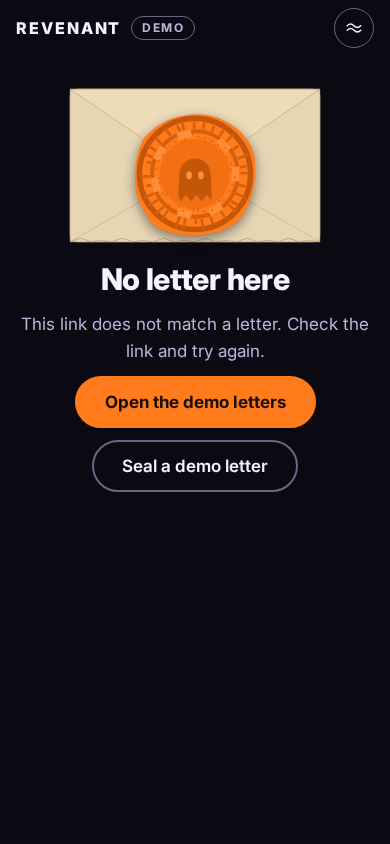 REVENANT DEMO
No letter here
This link does not match a letter. Check the
link and try again.
Open the demo letters
Seal a demo letter